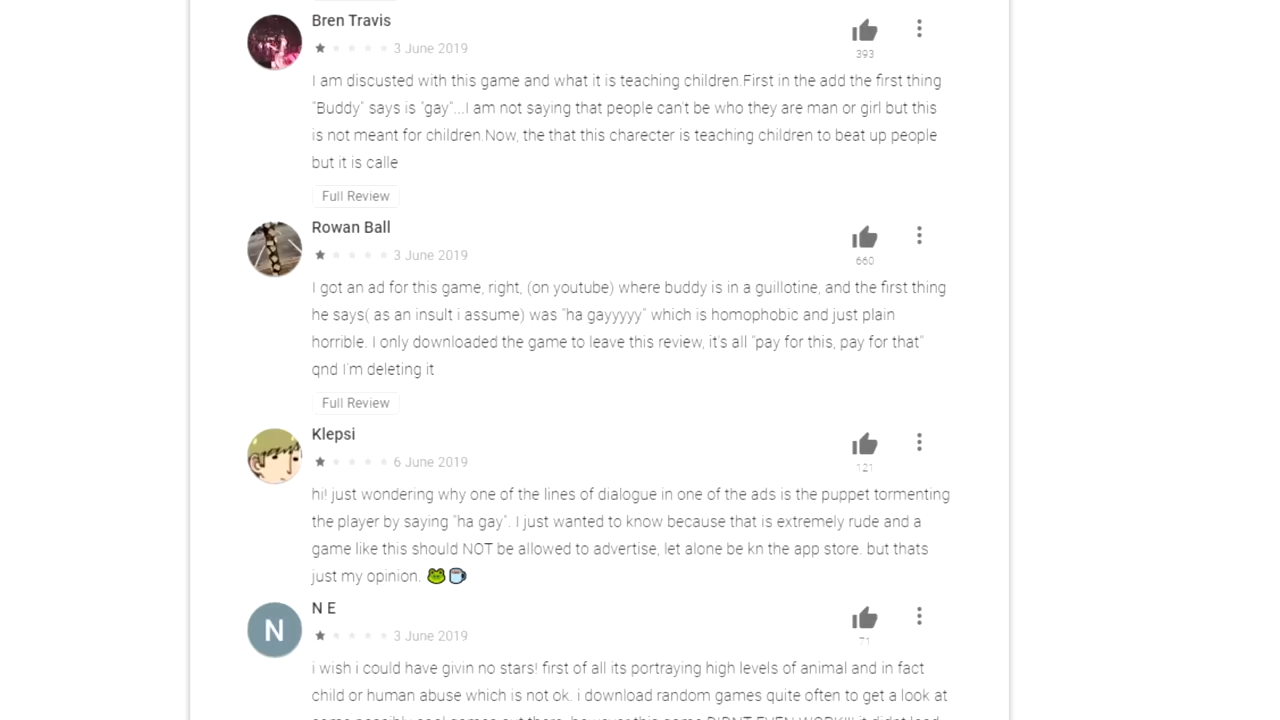 Bren Travis
3 June 2019
393
I am discusted with this game and what it is teaching children.First in the add the first thing
"Buddy" says is "gay"...I am not saying that people can't be who they are man or girl but this
is not meant for children.Now, the that this charecter is teaching children to beat up people
but it is calle
Full Review
Rowan Ball
3 June 2019
660
I got an ad for this game, right, (on youtube) where buddy is in a guillotine, and the first thing
he says( as an insult i assume) was "ha gayyyyy" which is homophobic and just plain
horrible. I only downloaded the game to leave this review, it's all "pay for this, pay for that"
qnd I'm deleting it
Full Review
Klepsi
6 June 2019
121
hi! just wondering why one of the lines of dialogue in one of the ads is the puppet tormenting
the player by saying "ha gay". I just wanted to know because that is extremely rude and a
game like this should NOT be allowed to advertise, let alone be kn the app store. but thats
just my opinion. 🐸☕
N
N E
3 June 2019
71
i wish i could have givin no stars! first of all its portraying high levels of animal and in fact
child or human abuse which is not ok. i download random games quite often to get a look at